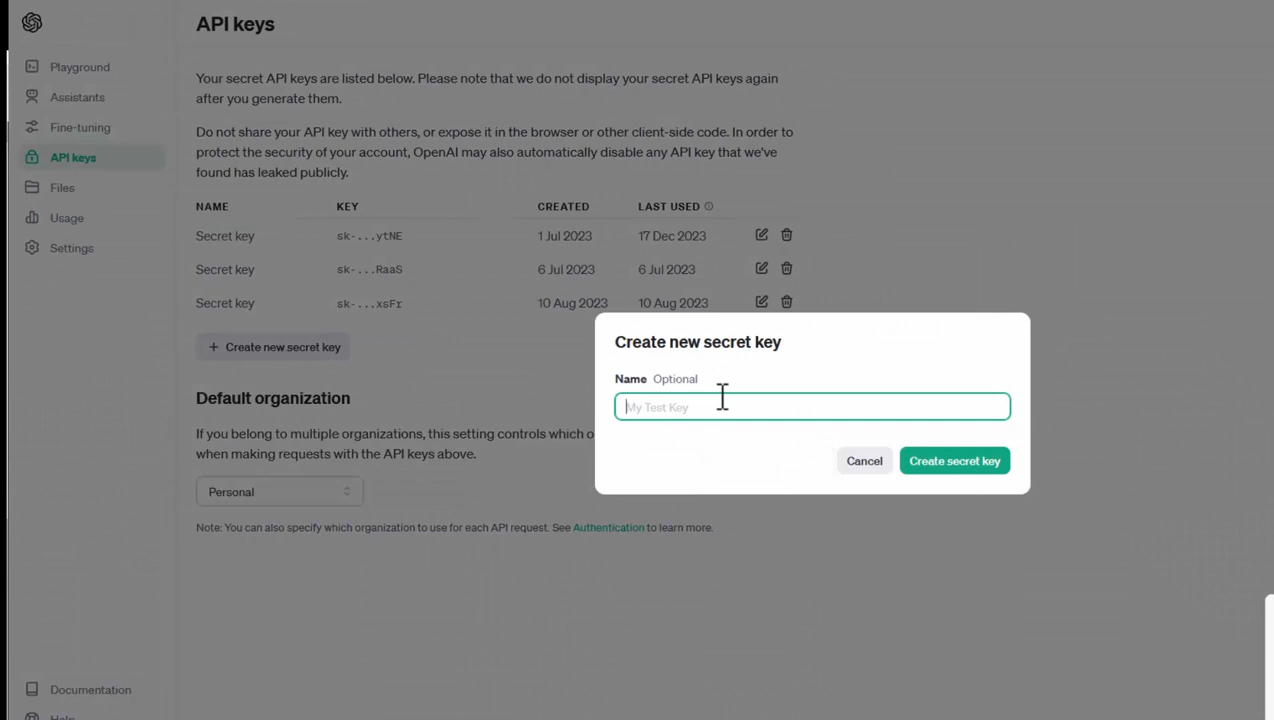 API keys
Playground
Assistants
Fine-tuning
API keys
Files
Usage
Settings
Documentation
Help
Your secret API keys are listed below. Please note that we do not display your secret API keys again
after you generate them.
Do not share your API key with others, or expose it in the browser or other client-side code. In order to
protect the security of your account, OpenAI may also automatically disable any API key that we've
found has leaked publicly.
NAME KEY CREATED LAST USED
Secret key sk-...ytNE 1 Jul 2023 17 Dec 2023
Secret key sk-...RaaS 6 Jul 2023 6 Jul 2023
Secret key sk-...xsFr 10 Aug 2023 10 Aug 2023
+ Create new secret key
Default organization
If you belong to multiple organizations, this setting controls which o
when making requests with the API keys above.
Personal
Note: You can also specify which organization to use for each API request. See Authentication to learn more.
Create new secret key
Name Optional
My Test Key
Cancel Create secret key